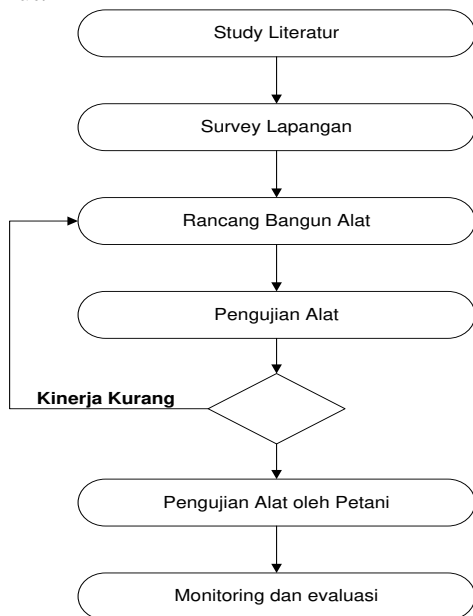 Study Literatur
Survey Lapangan
Rancang Bangun Alat
Pengujian Alat
Kinerja Kurang
Pengujian Alat oleh Petani
Monitoring dan evaluasi